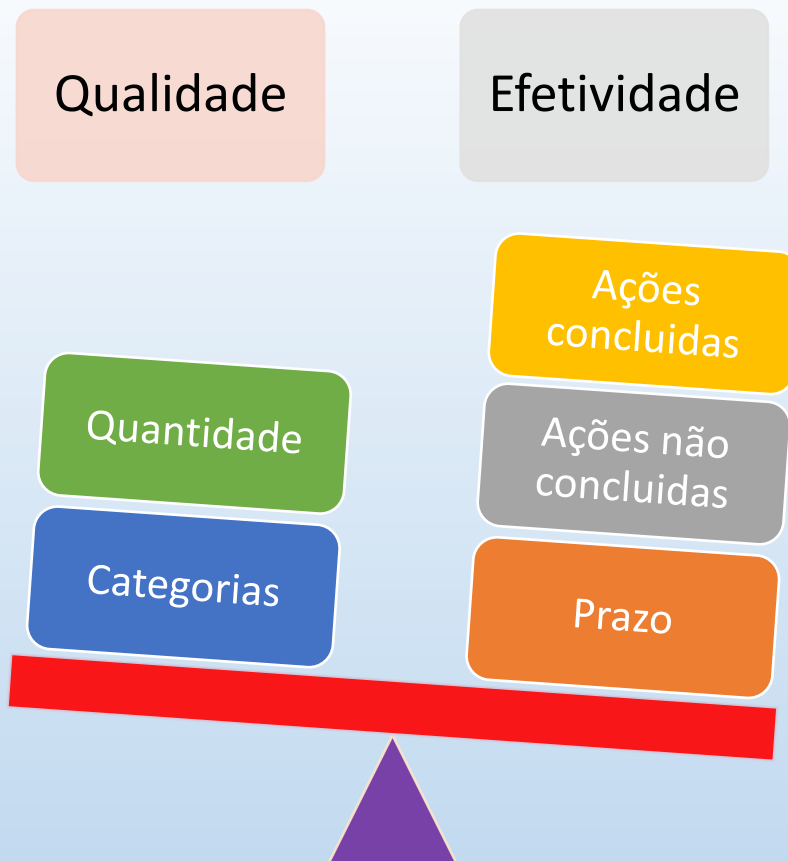 Qualidade
Efetividade
Ações
concluidas
Quantidade
Ações não
concluidas
Categorias
Prazo